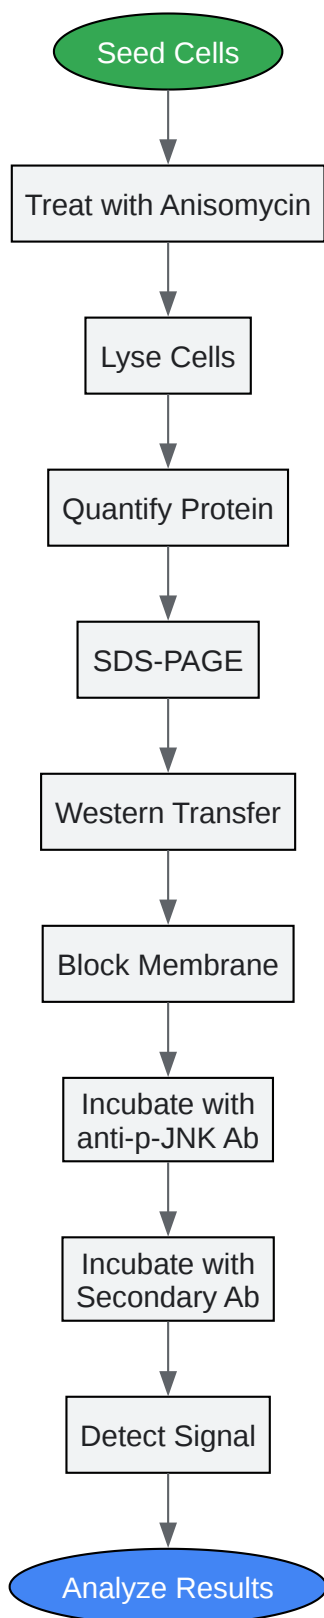 Seed Cells
Treat with Anisomycin
Lyse Cells
Quantify Protein
SDS-PAGE
Western Transfer
Block Membrane
Incubate with
anti-p-JNK Ab
Incubate with
Secondary Ab
Detect Signal
Analyze Results